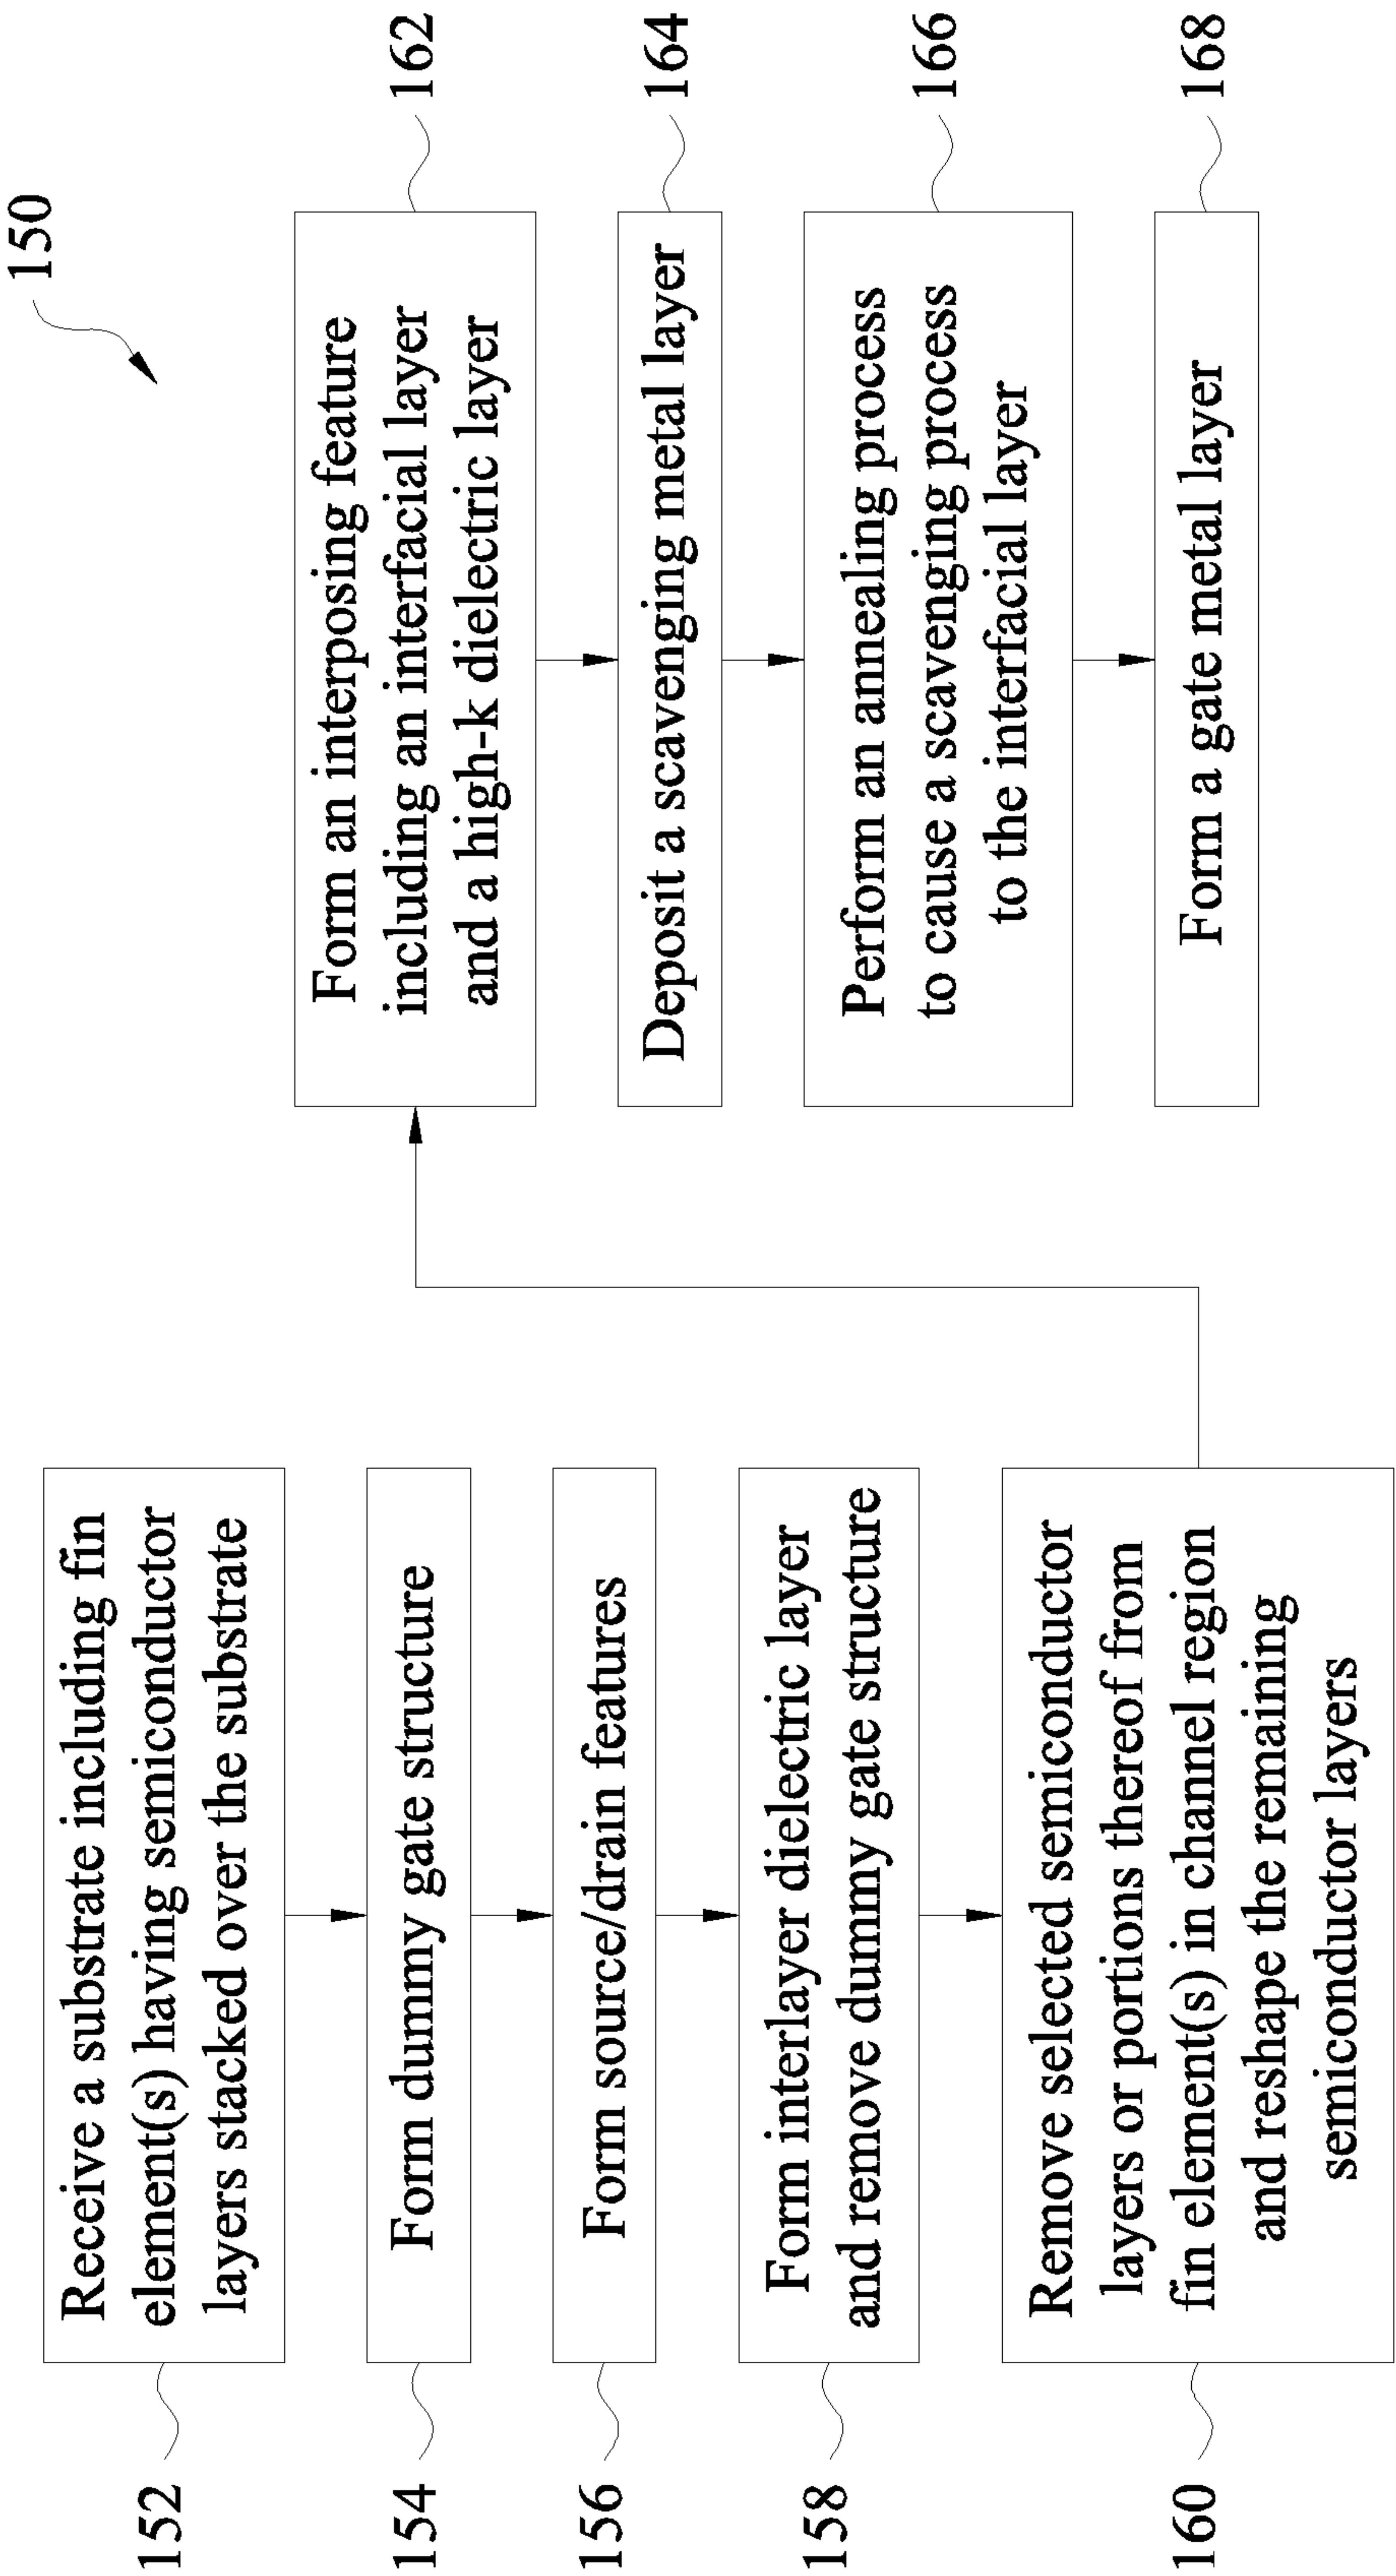 150
152
Receive a substrate including fin
element(s) having semiconductor
layers stacked over the substrate
154
Form dummy gate structure
156
Form source/drain features
158
Form interlayer dielectric layer
and remove dummy gate structure
160
Remove selected semiconductor
layers or portions thereof from
fin element(s) in channel region
and reshape the remaining
semiconductor layers
Form an interposing feature
including an interfacial layer
and a high-k dielectric layer
162
Deposit a scavenging metal layer
164
Perform an annealing process
to cause a scavenging process
to the interfacial layer
166
Form a gate metal layer
168